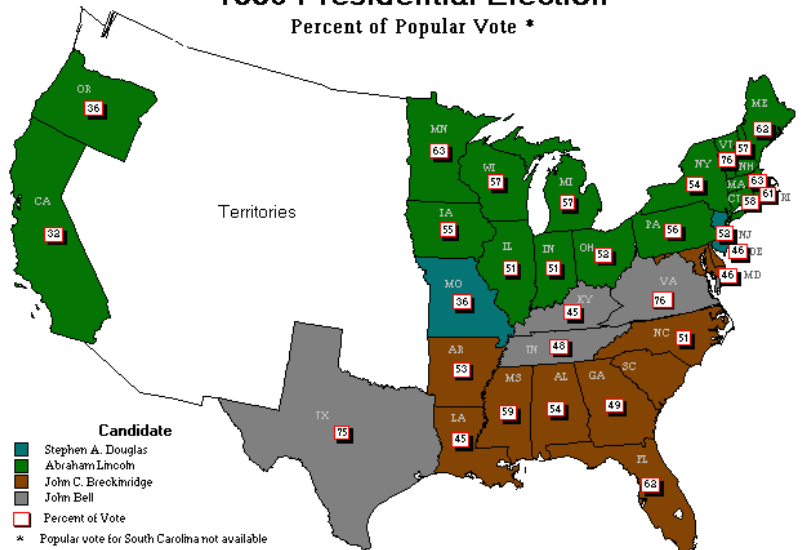 1860 Presidential Election
Percent of Popular Vote *
OR
36
CA
32
Territories
MN
63
WI
57
MI
57
IA
55
IL
51
IN
51
OH
52
PA
56
NY
54
VT
76
NH
57
ME
62
MA
63
RI
61
CT
58
NJ
52
DE
46
MD
46
VA
76
KY
45
TN
48
NC
51
SC
MO
36
AR
53
LA
45
MS
59
AL
54
GA
49
FL
62
TX
75
Candidate
Stephen A. Douglas
Abraham Lincoln
John C. Breckinridge
John Bell
Percent of Vote
* Popular vote for South Carolina not available